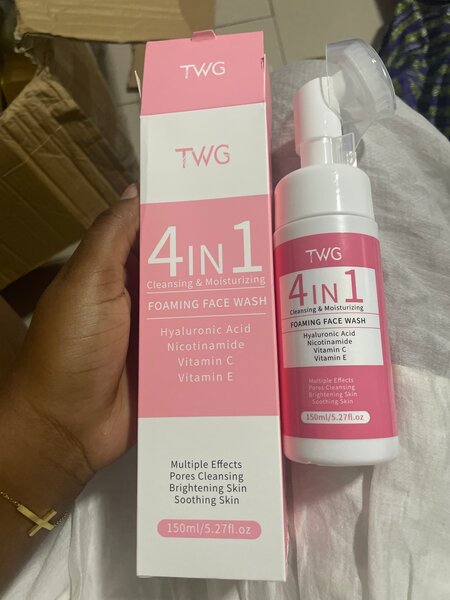 TWG
TWG
4IN1
Cleansing & Moisturizing
FOAMING FACE WASH
Hyaluronic Acid
Nicotinamide
Vitamin C
Vitamin E
Multiple Effects
Pores Cleansing
Brightening Skin
Soothing Skin
150ml/5.27fl.oz
TWG
4IN1
Cleansing & Moisturizing
FOAMING FACE WASH
Hyaluronic Acid
Nicotinamide
Vitamin C
Vitamin E
Multiple Effects
Pores Cleansing
Brightening Skin
Soothing Skin
150ml/5.27fl.oz